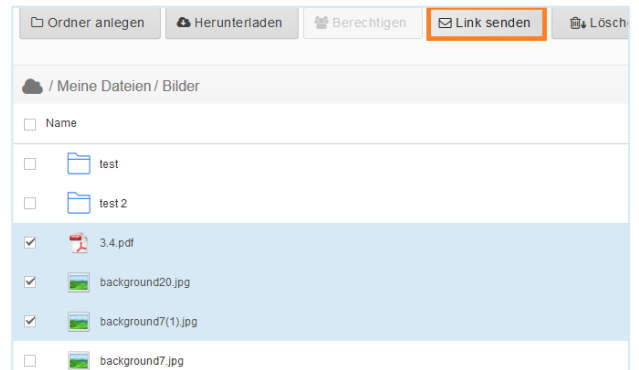 Ordner anlegen Herunterladen Berechtigen Link senden
/ Meine Dateien / Bilder
Name
test
test 2
3.4.pdf
background20.jpg
background7(1).jpg
background7.jpg